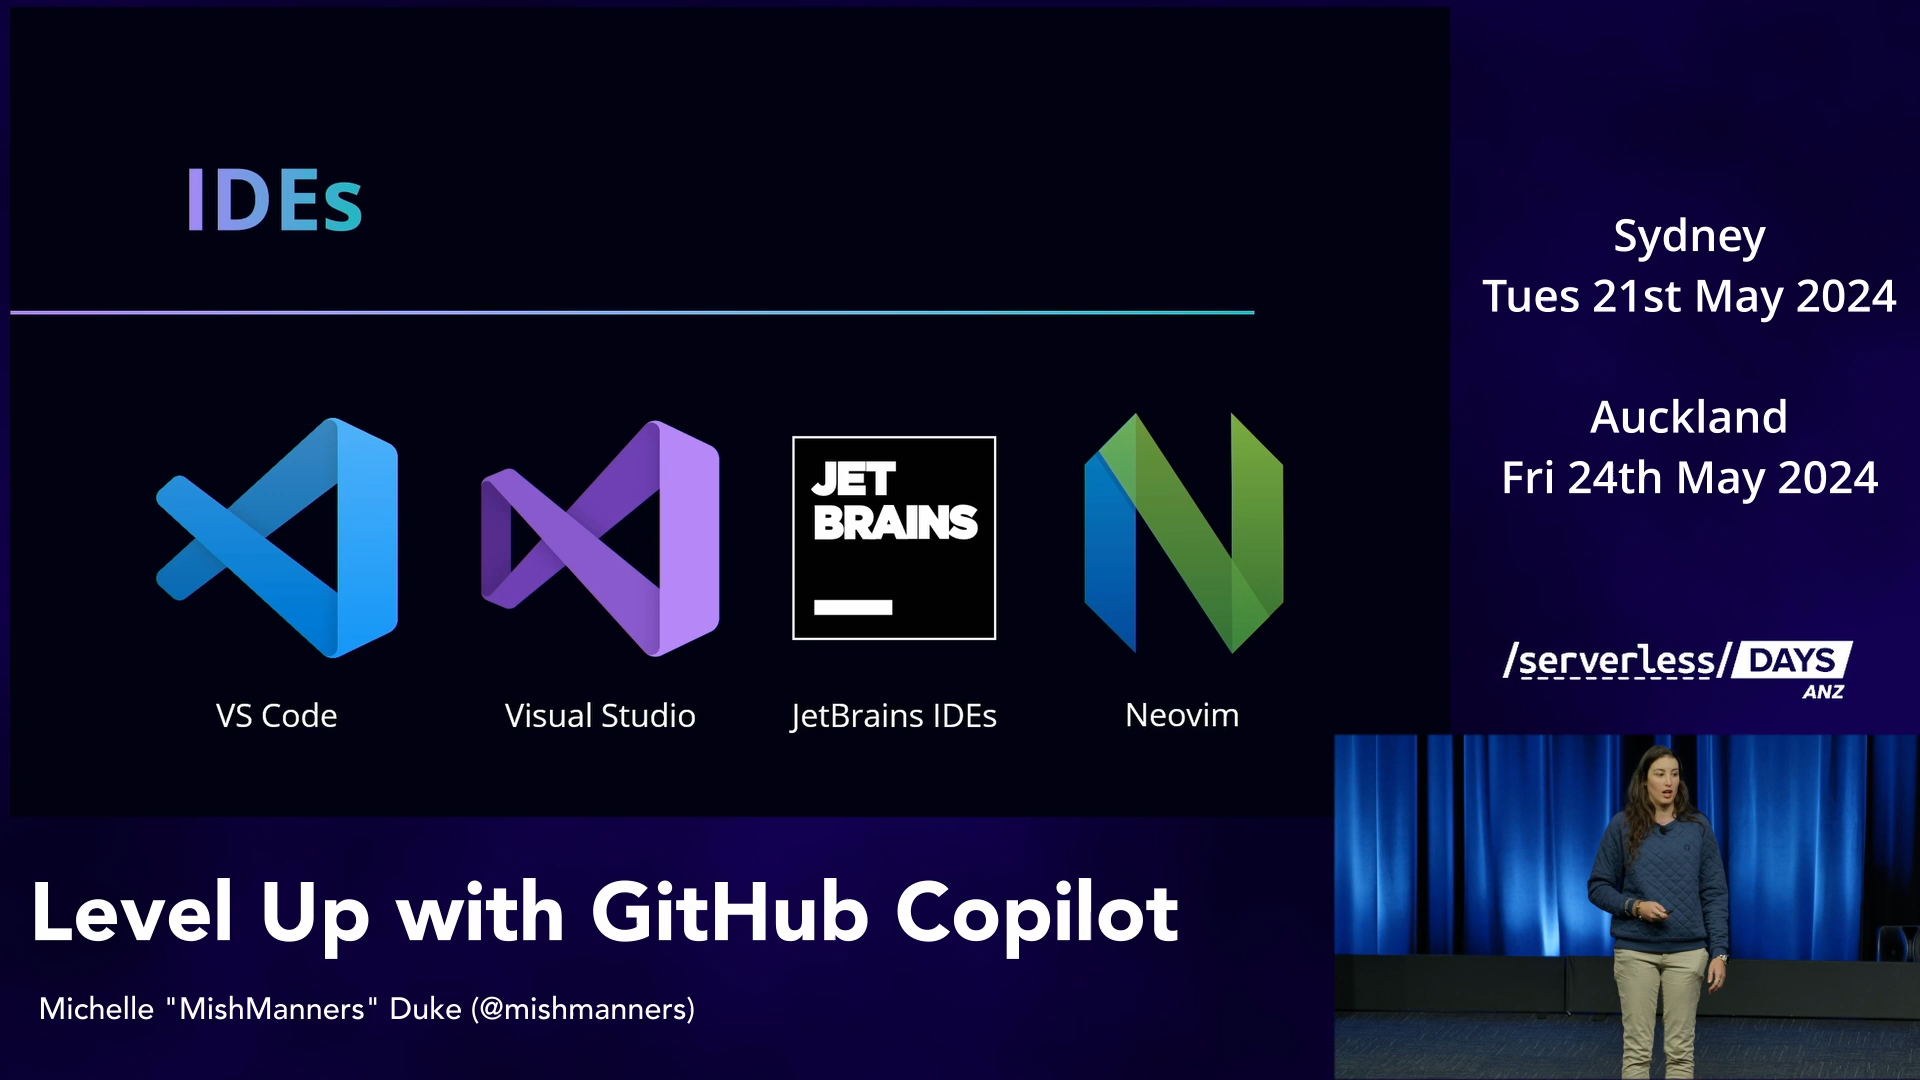 IDEs
JET
BRAINS
VS Code
Visual Studio
JetBrains IDEs
Neovim
Sydney
Tues 21st May 2024
Auckland
Fri 24th May 2024
/serverless/DAYS
ANZ
Level Up with GitHub Copilot
Michelle "MishManners" Duke (@mishmanners)